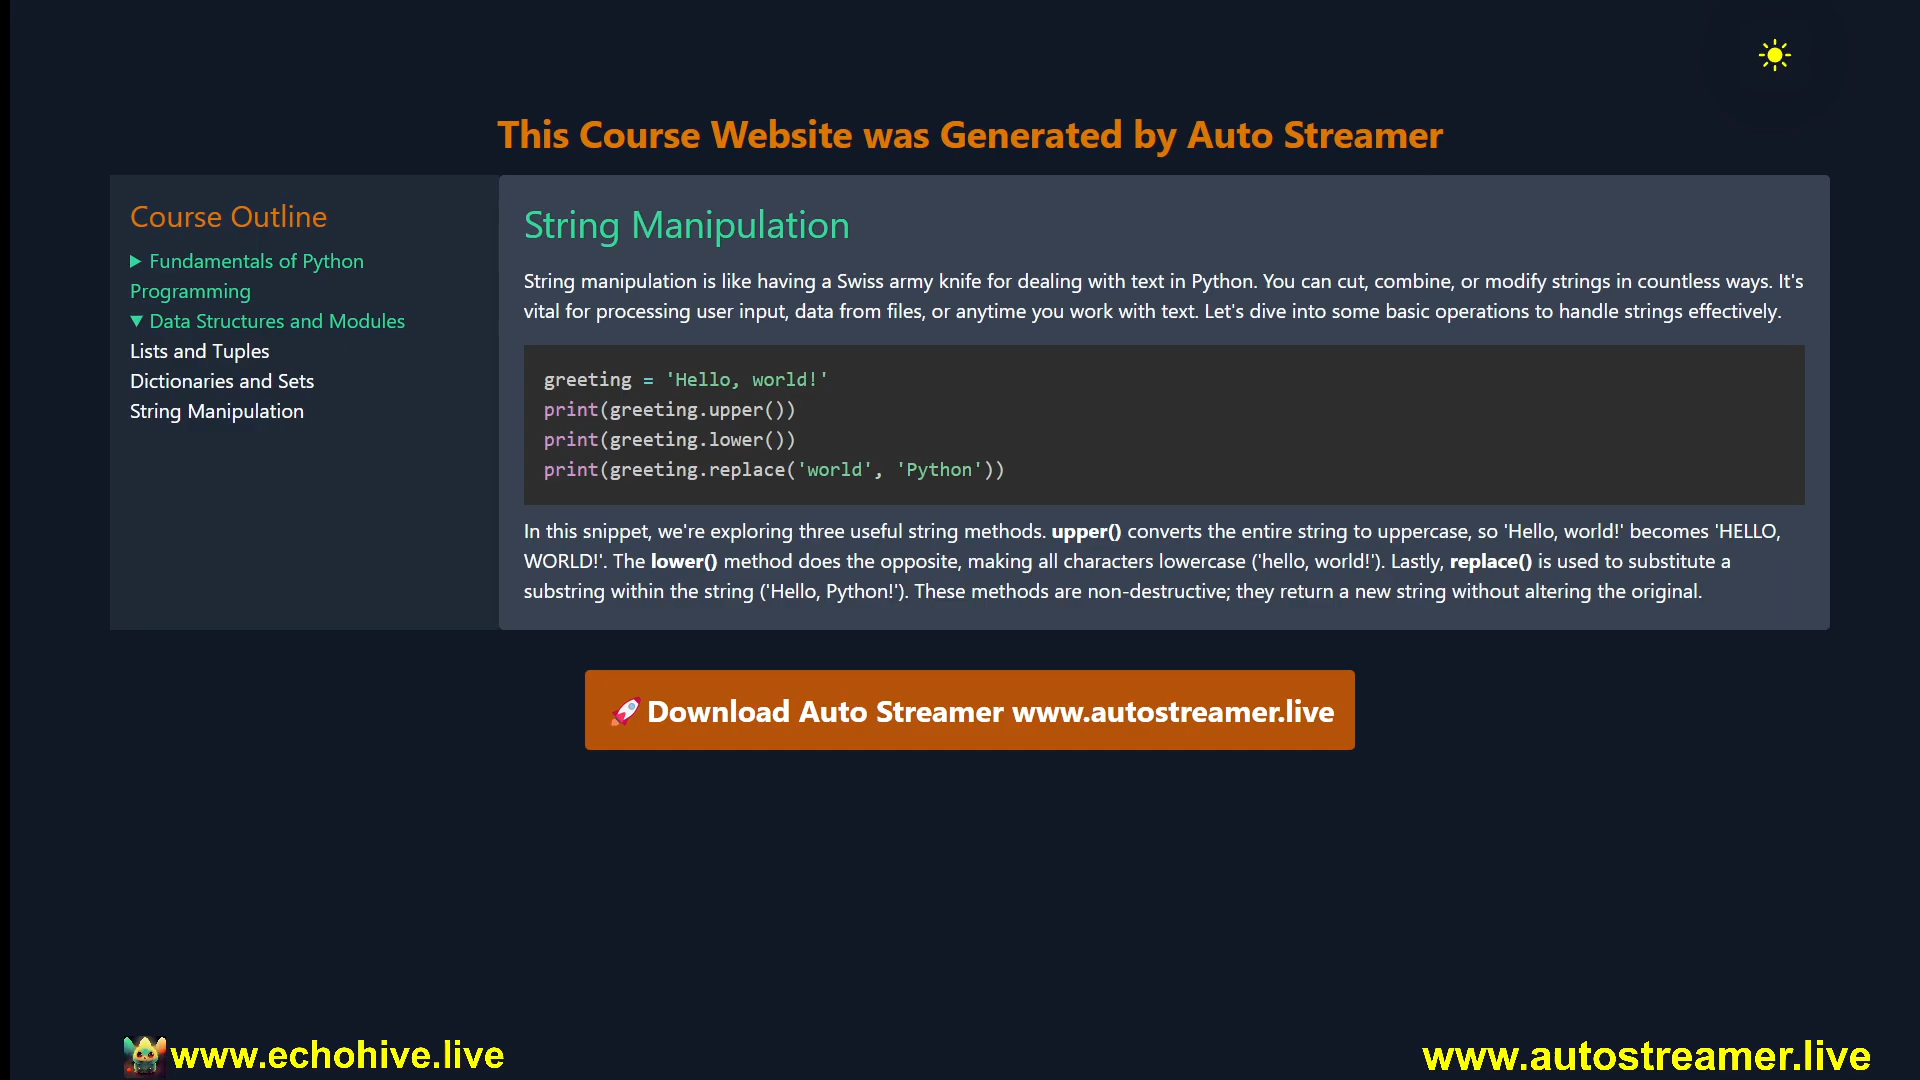 This Course Website was Generated by Auto Streamer
Course Outline
▶ Fundamentals of Python
Programming
▼ Data Structures and Modules
Lists and Tuples
Dictionaries and Sets
String Manipulation
String Manipulation
String manipulation is like having a Swiss army knife for dealing with text in Python. You can cut, combine, or modify strings in countless ways. It's
vital for processing user input, data from files, or anytime you work with text. Let's dive into some basic operations to handle strings effectively.
greeting = 'Hello, world!'
print(greeting.upper())
print(greeting.lower())
print(greeting.replace('world', 'Python'))
In this snippet, we're exploring three useful string methods. upper() converts the entire string to uppercase, so 'Hello, world!' becomes 'HELLO,
WORLD!'. The lower() method does the opposite, making all characters lowercase ('hello, world!'). Lastly, replace() is used to substitute a
substring within the string ('Hello, Python!'). These methods are non-destructive; they return a new string without altering the original.
🚀 Download Auto Streamer www.autostreamer.live
www.echohive.live
www.autostreamer.live